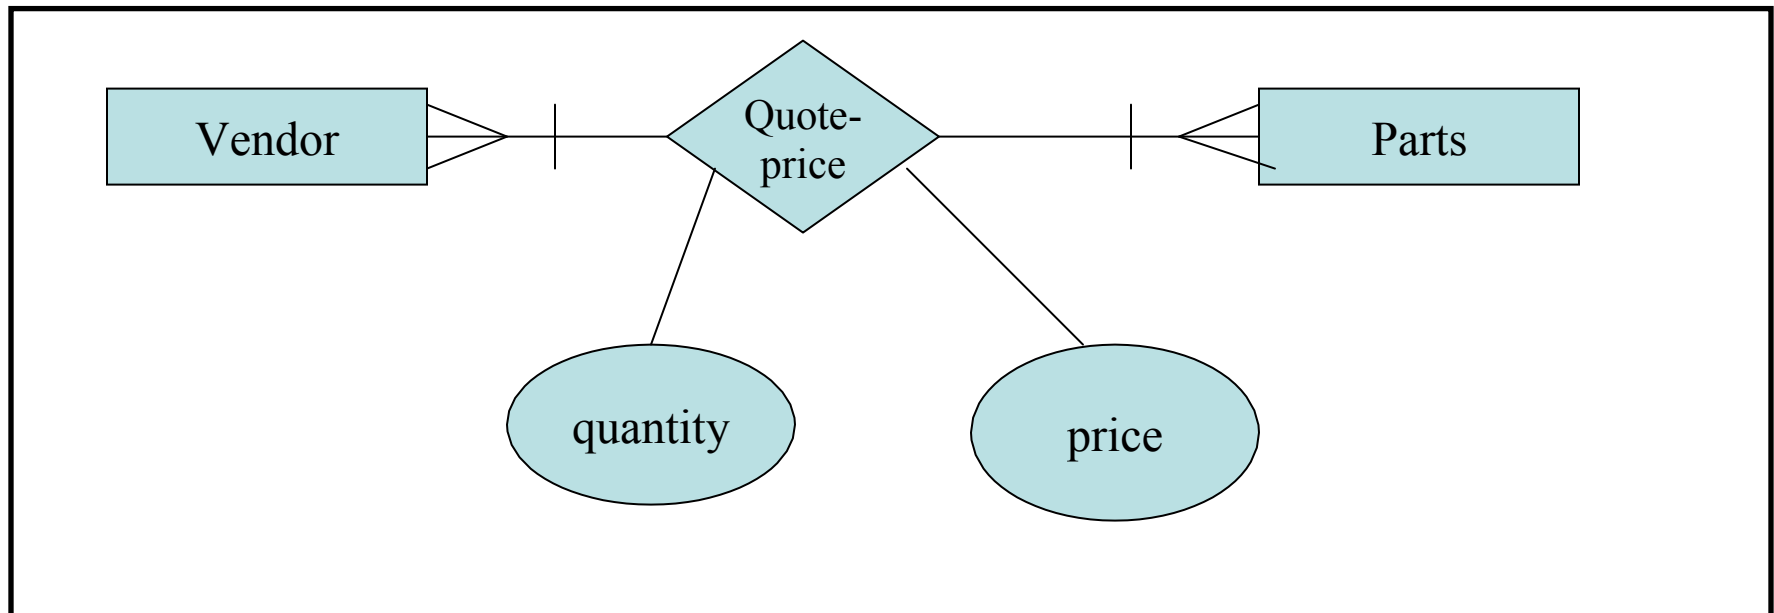 Vendor
Quote-
price
Parts
quantity
price